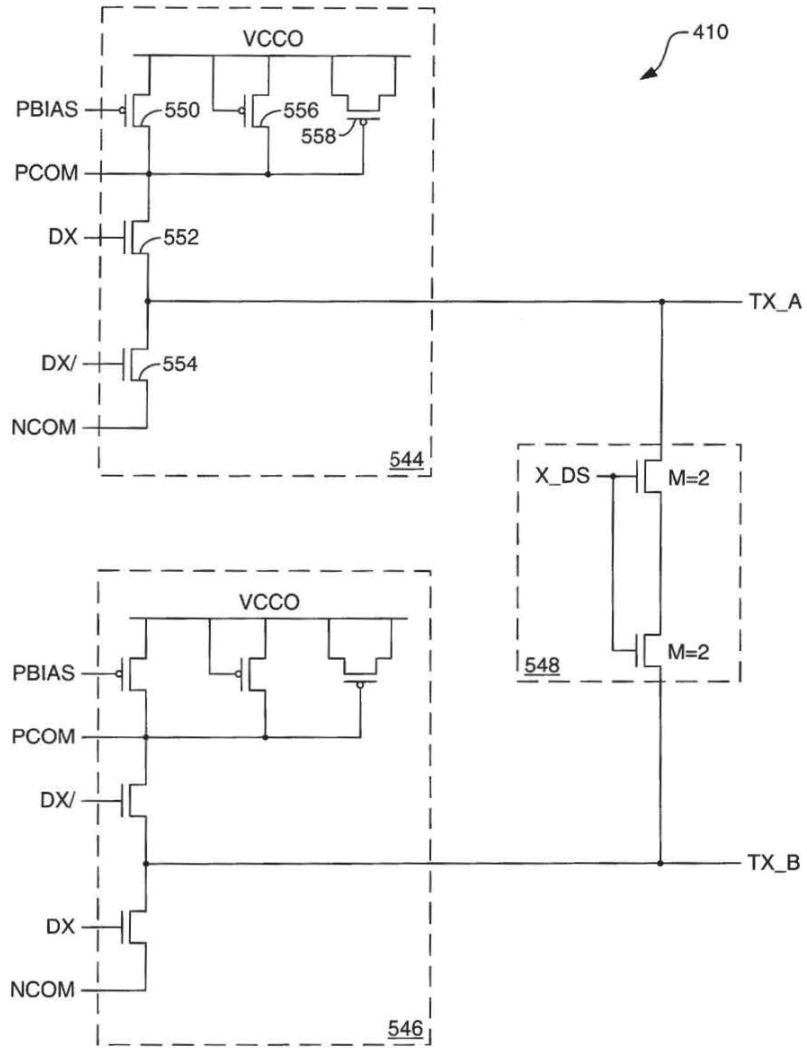 410
VCCO
PBIAS
550
556
558
PCOM
DX
552
TX_A
DX/
554
NCOM
544
X_DS
M=2
M=2
548
VCCO
PBIAS
PCOM
DX/
TX_B
DX
NCOM
546